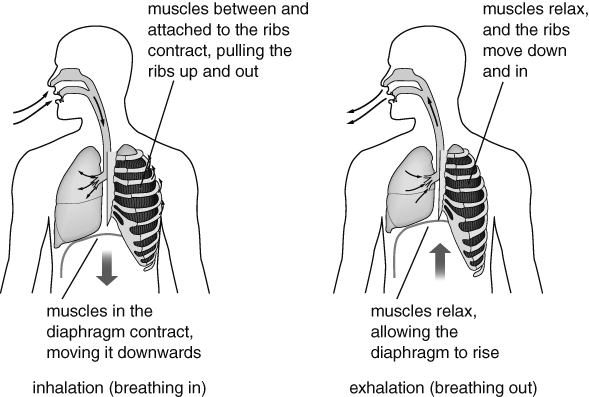 muscles between and
attached to the ribs
contract, pulling the
ribs up and out
muscles in the
diaphragm contract,
moving it downwards
inhalation (breathing in)
muscles relax,
and the ribs
move down
and in
muscles relax,
allowing the
diaphragm to rise
exhalation (breathing out)